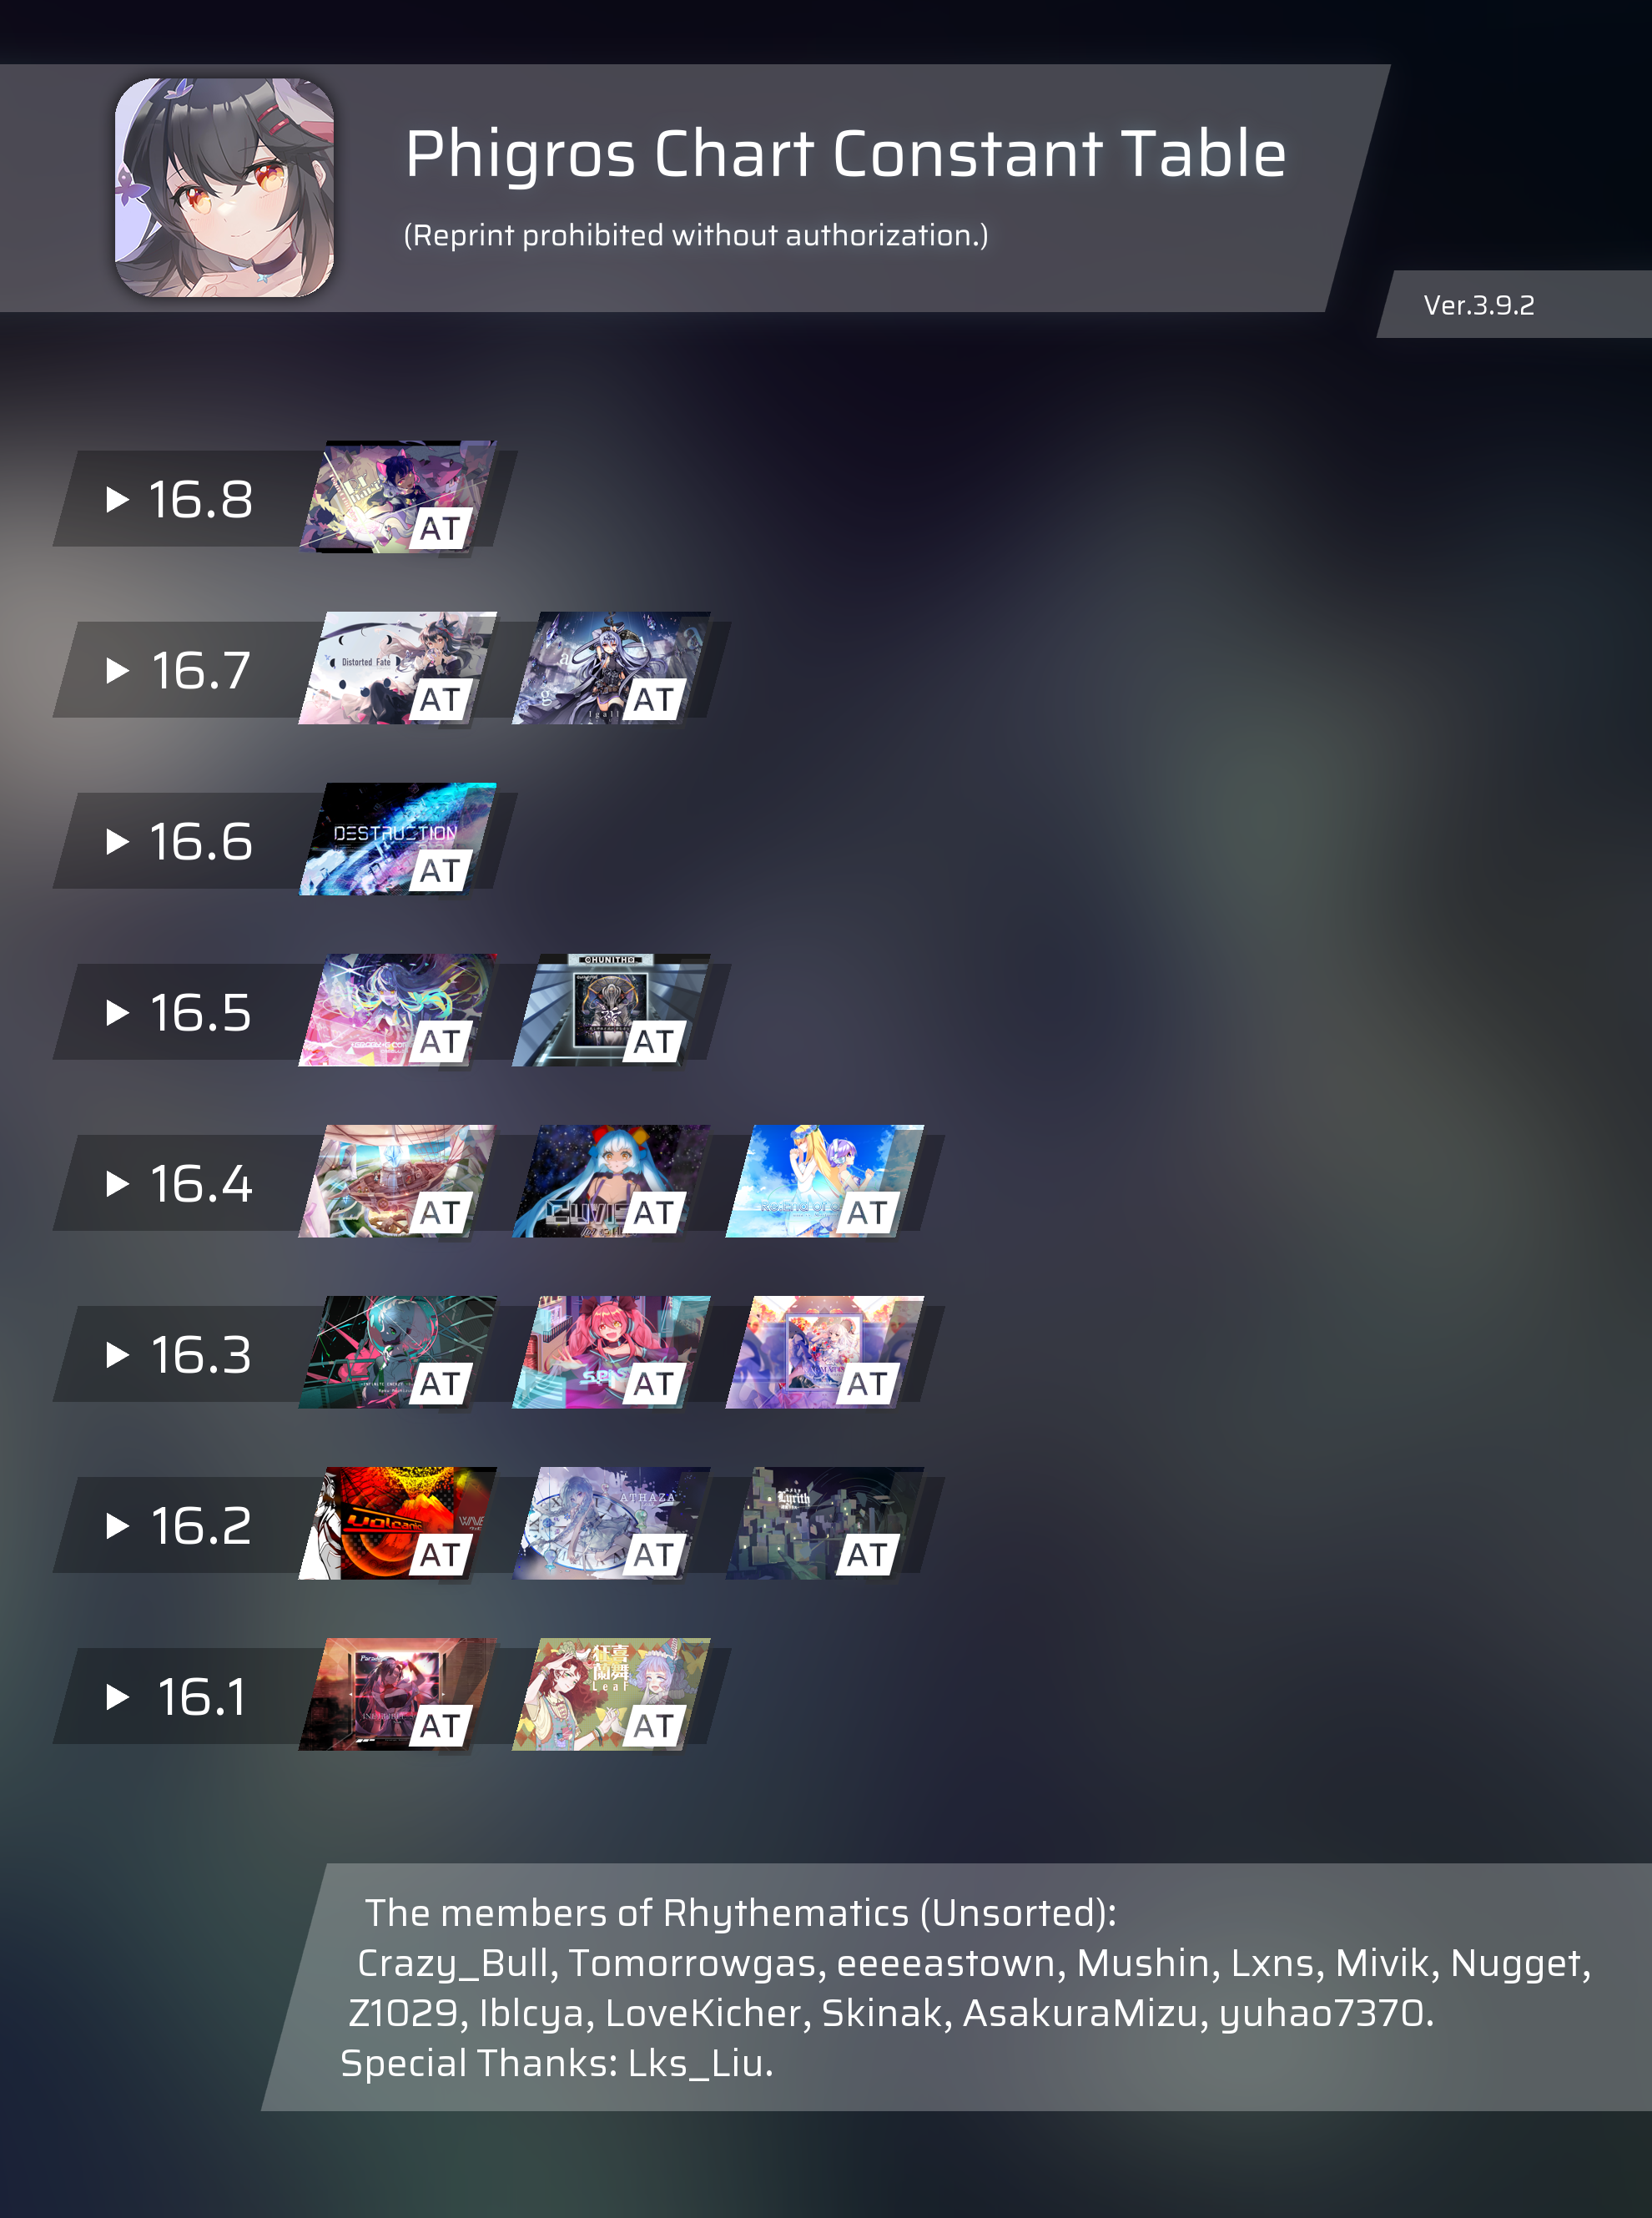 Phigros Chart Constant Table
(Reprint prohibited without authorization.)
Ver.3.9.2
16.8
AT
16.7
Distorted Fate
AT
AT
16.6
DESTRUCTION
AT
16.5
AT
CHUNITHM
AT
16.4
AT
AT
AT
16.3
AT
AT
AT
16.2
Volcanic
AT
ATHAZA
AT
Lyrith
AT
16.1
AT
狂喜
蘭舞
LeaF
AT
The members of Rhythematics (Unsorted):
Crazy_Bull, Tomorrowgas, eeeeastown, Mushin, Lxns, Mivik, Nugget,
Z1029, Iblcya, LoveKicher, Skinak, AsakuraMizu, yuhao7370.
Special Thanks: Lks_Liu.